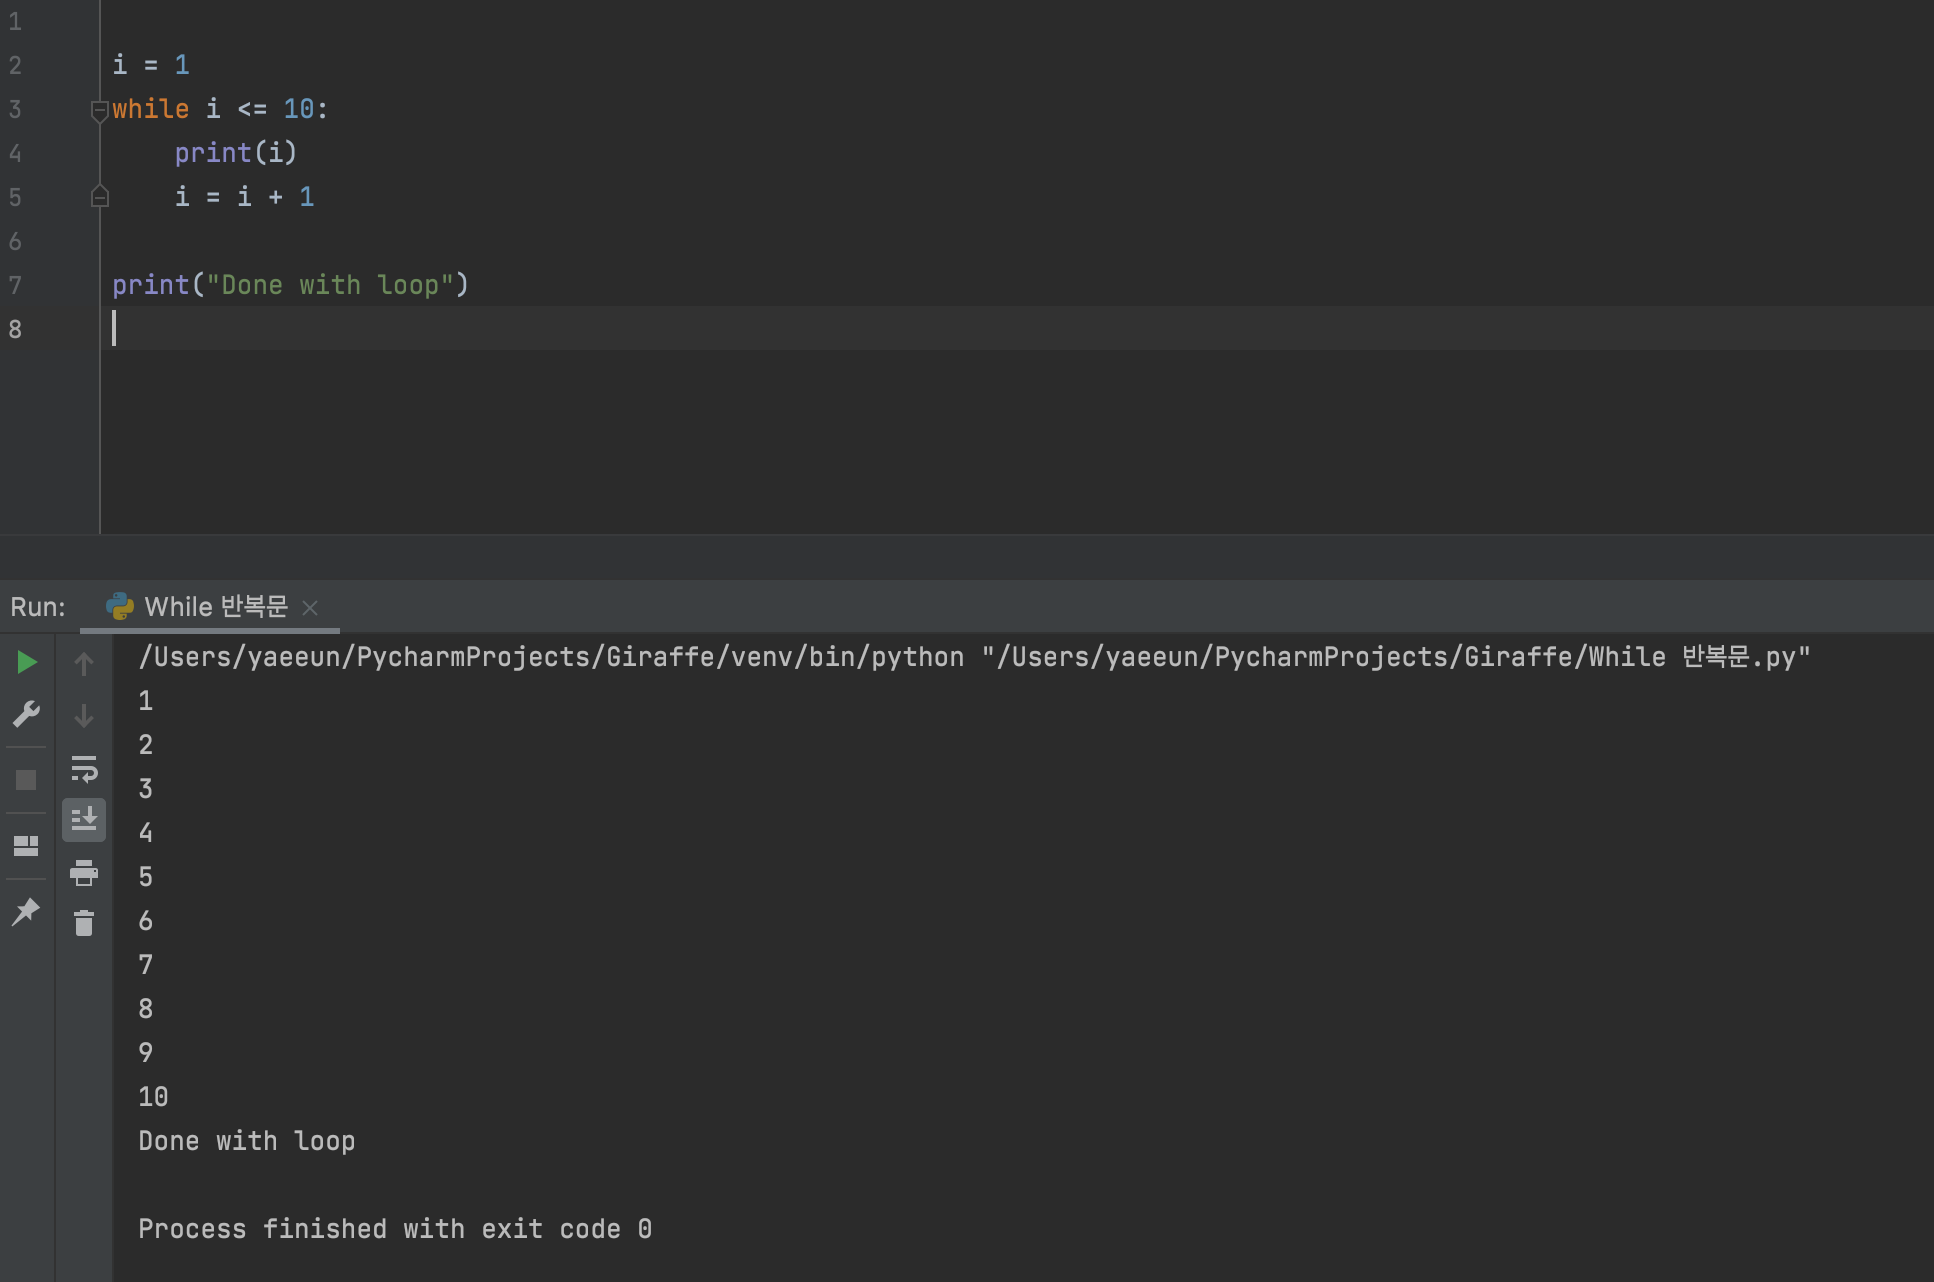 1
2 i = 1
3 while i <= 10:
4     print(i)
5     i = i + 1
6
7 print("Done with loop")
8
Run: While 반복문
/Users/yaeeun/PycharmProjects/Giraffe/venv/bin/python "/Users/yaeeun/PycharmProjects/Giraffe/While 반복문.py"
1
2
3
4
5
6
7
8
9
10
Done with loop
Process finished with exit code 0